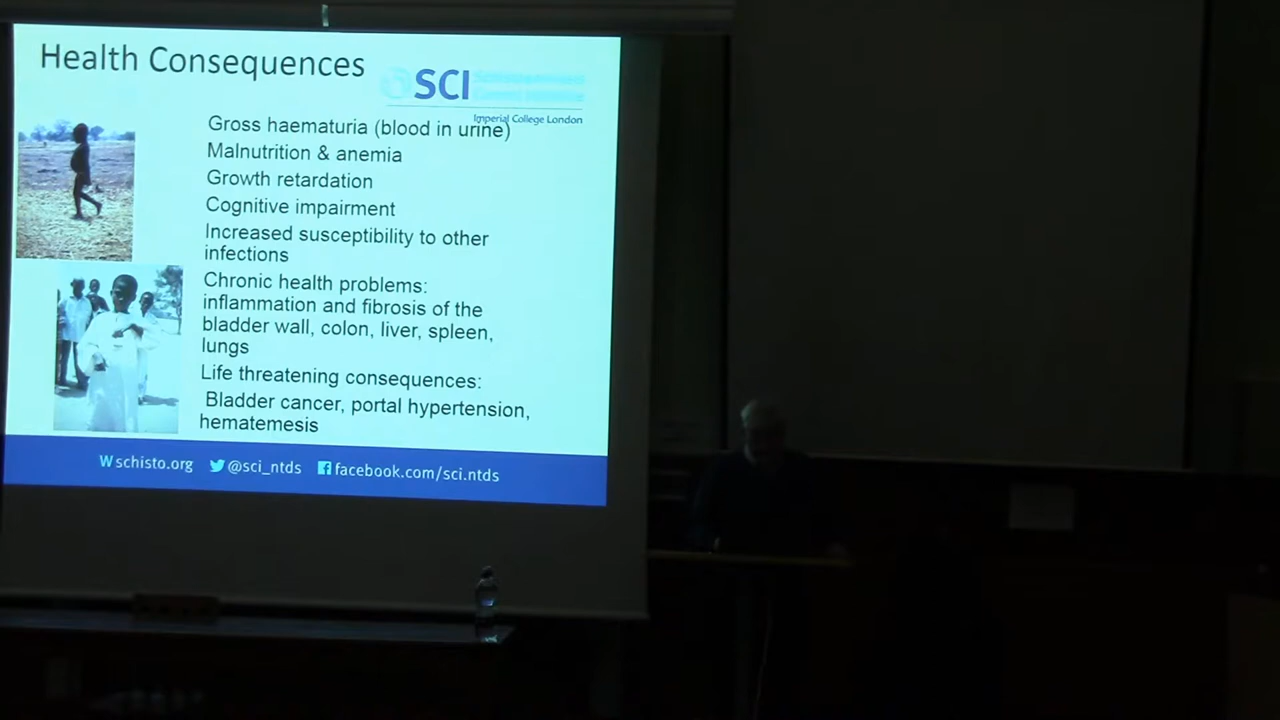 Health Consequences
SCI
Imperial College London
Gross haematuria (blood in urine)
Malnutrition & anemia
Growth retardation
Cognitive impairment
Increased susceptibility to other
infections
Chronic health problems:
inflammation and fibrosis of the
bladder wall, colon, liver, spleen,
lungs
Life threatening consequences:
Bladder cancer, portal hypertension,
hematemesis
W schisto.org @sci_ntds facebook.com/sci.ntds